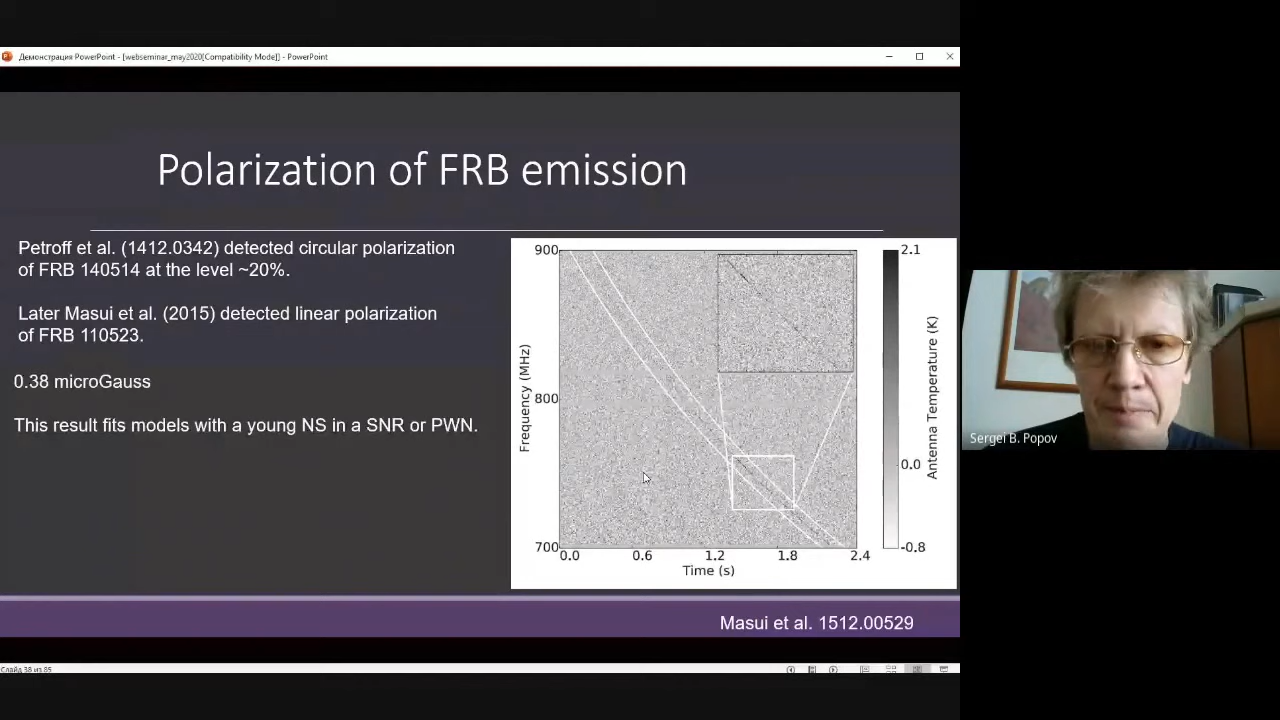 Демонстрация PowerPoint - [webseminar_may2020[Compatibility Mode]] - PowerPoint
Polarization of FRB emission
Petroff et al. (1412.0342) detected circular polarization
of FRB 140514 at the level ~20%.
Later Masui et al. (2015) detected linear polarization
of FRB 110523.
0.38 microGauss
This result fits models with a young NS in a SNR or PWN.
900
800
700
Frequency (MHz)
0.0 0.6 1.2 1.8 2.4
Time (s)
2.1
0.0
-0.8
Antenna Temperature (K)
Masui et al. 1512.00529
Слайд 38 из 85
Sergei B. Popov